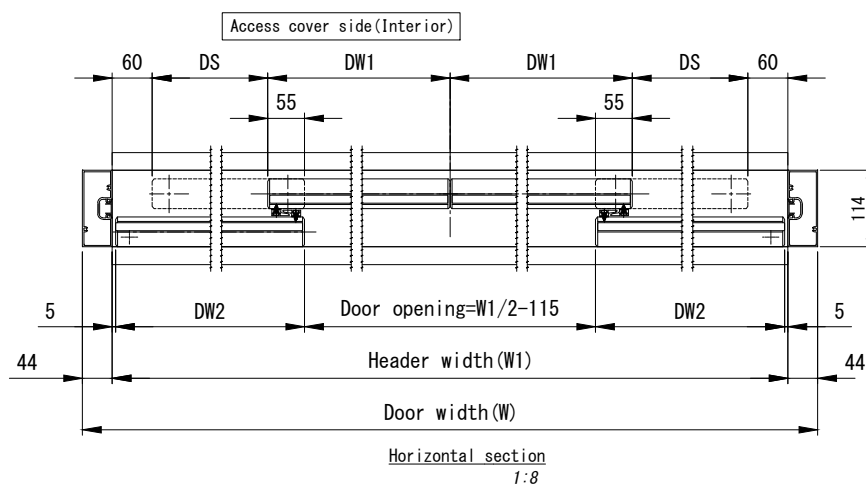 Access cover side(Interior)
60 DS DW1 DW1 DS 60
55 55
114
5 DW2 Door opening=W1/2-115 DW2 5
44 Header width(W1) 44
Door width(W)
Horizontal section
1:8